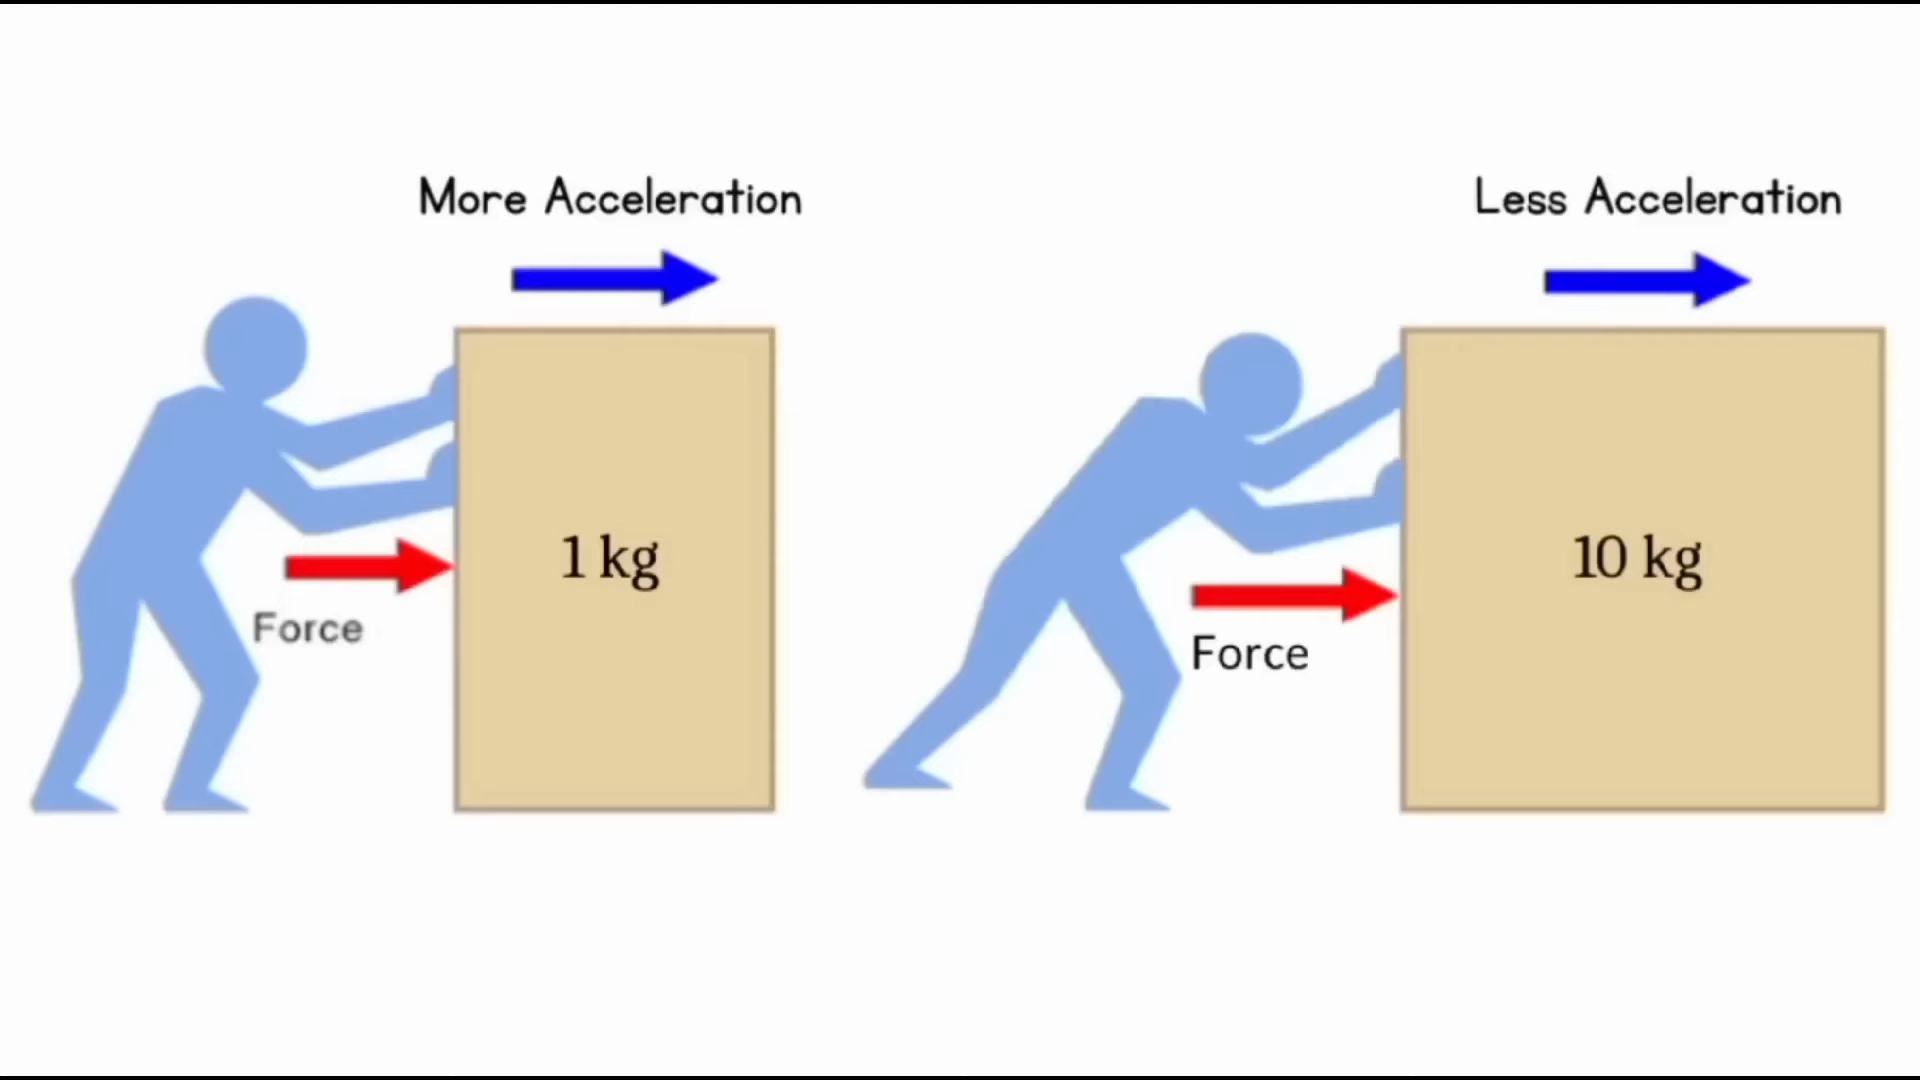 More Acceleration
Less Acceleration
1 kg
10 kg
Force
Force